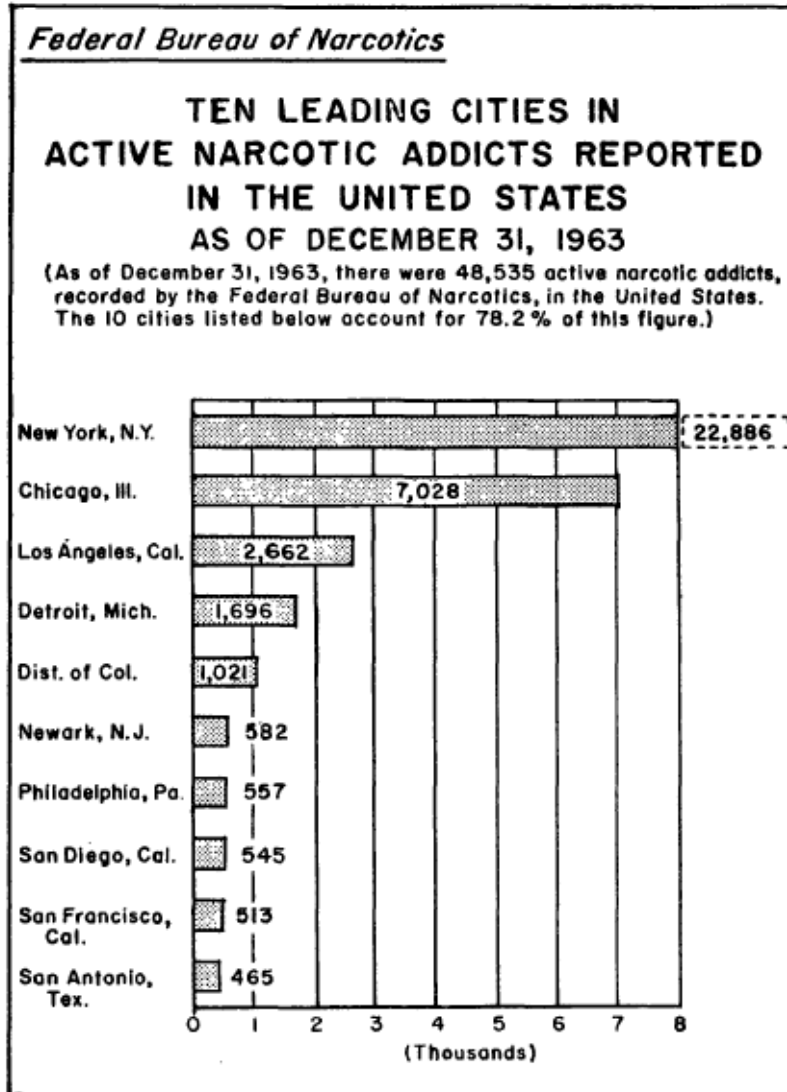 Federal Bureau of Narcotics
TEN LEADING CITIES IN
ACTIVE NARCOTIC ADDICTS REPORTED
IN THE UNITED STATES
AS OF DECEMBER 31, 1963
(As of December 31, 1963, there were 48,535 active narcotic addicts,
recorded by the Federal Bureau of Narcotics, in the United States.
The 10 cities listed below account for 78.2% of this figure.)
New York, N.Y. 22,886
Chicago, Ill. 7,028
Los Ángeles, Cal. 2,662
Detroit, Mich. 1,696
Dist. of Col. 1,021
Newark, N.J. 582
Philadelphia, Pa. 557
San Diego, Cal. 545
San Francisco, 513
Cal.
San Antonio, 465
Tex.
0 1 2 3 4 5 6 7 8
(Thousands)